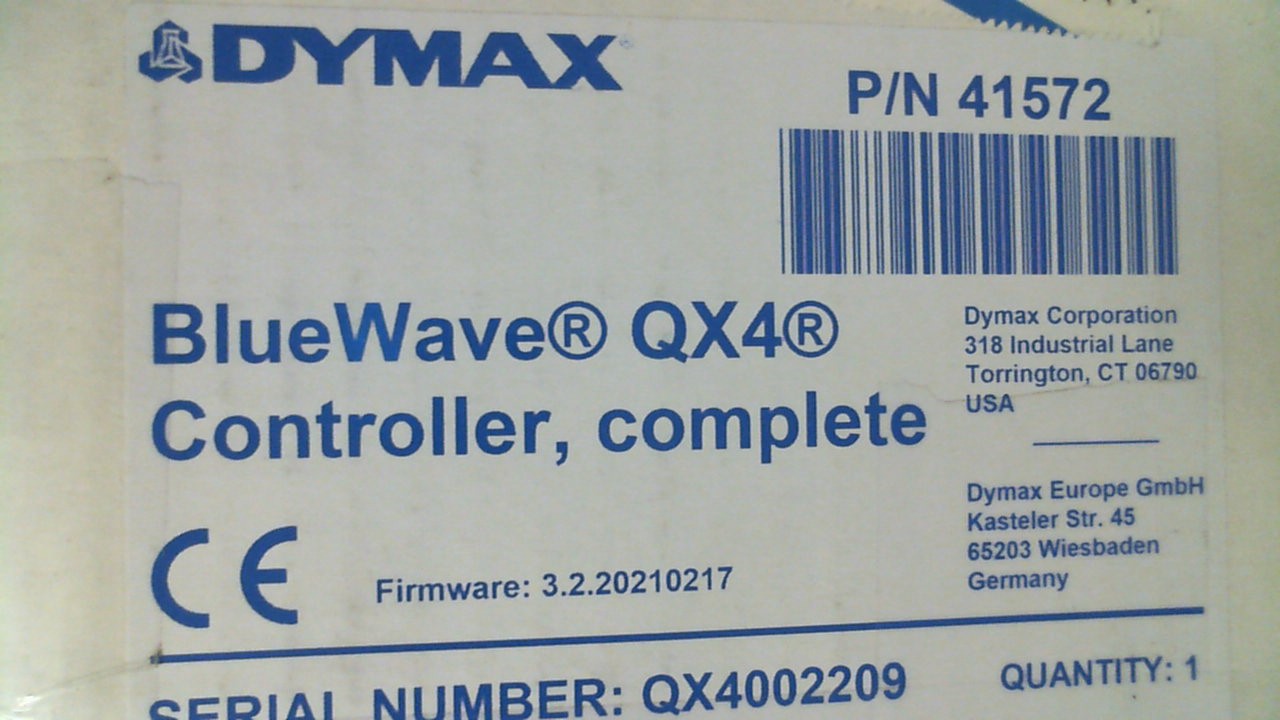 DYMAX
P/N 41572
BlueWave® QX4®
Controller, complete
Dymax Corporation
318 Industrial Lane
Torrington, CT 06790
USA
Dymax Europe GmbH
Kasteler Str. 45
65203 Wiesbaden
Germany
CE
Firmware: 3.2.20210217
SERIAL NUMBER: QX4002209
QUANTITY: 1